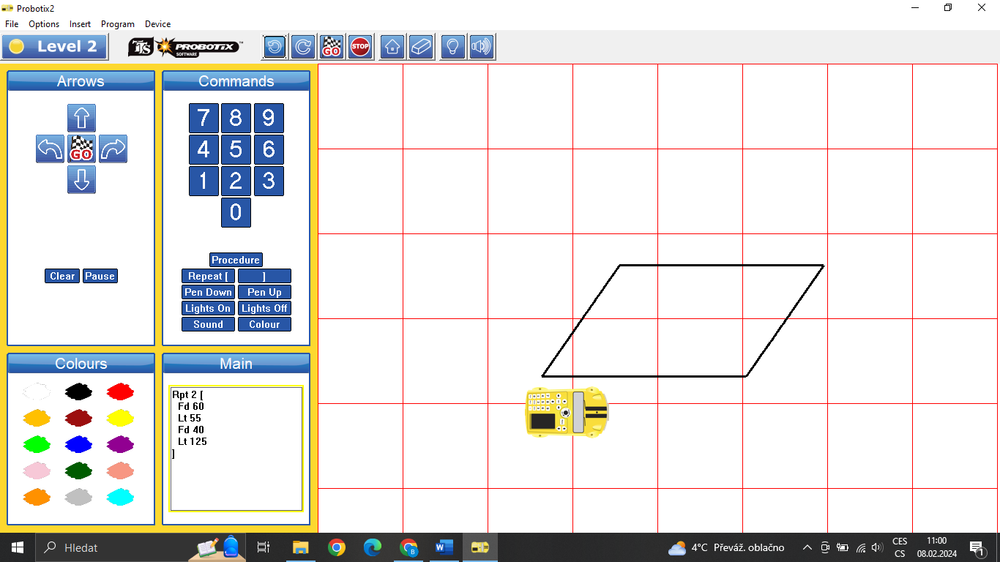 Probotix2
File Options Insert Program Device
Level 2
TTS PROBOTIX™
SOFTWARE
GO
STOP
Arrows
GO
Clear Pause
Commands
7 8 9
4 5 6
1 2 3
0
Procedure
Repeat [ ]
Pen Down Pen Up
Lights On Lights Off
Sound Colour
Colours
Main
Rpt 2 [
Fd 60
Lt 55
Fd 40
Lt 125
]
Hledat
4°C Převáž. oblačno
CES
CS
11:00
08.02.2024
1